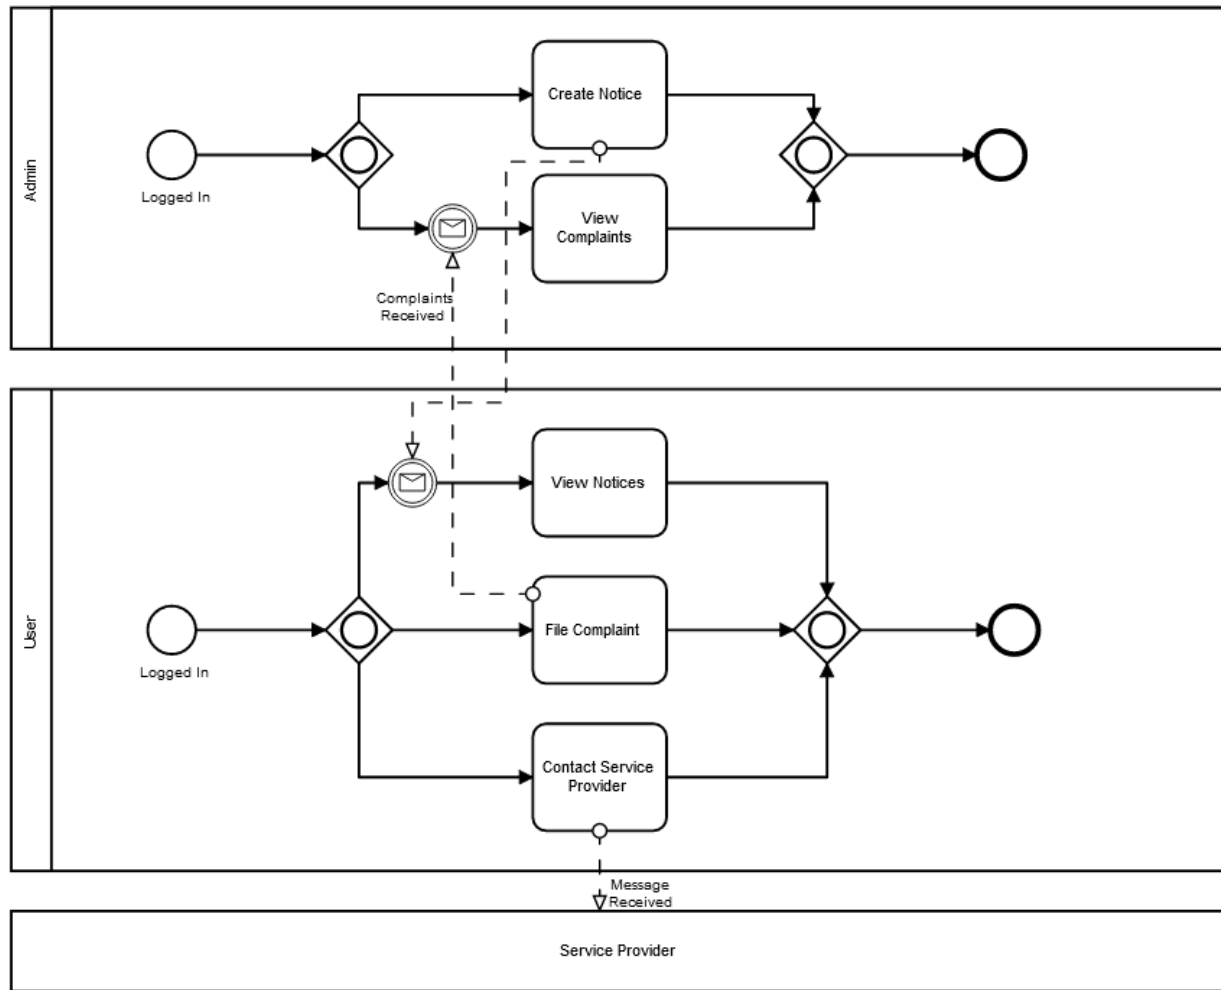 Admin
Logged In
Create Notice
View
Complaints
Complaints
Received
User
Logged In
View Notices
File Complaint
Contact Service
Provider
Message
Received
Service Provider